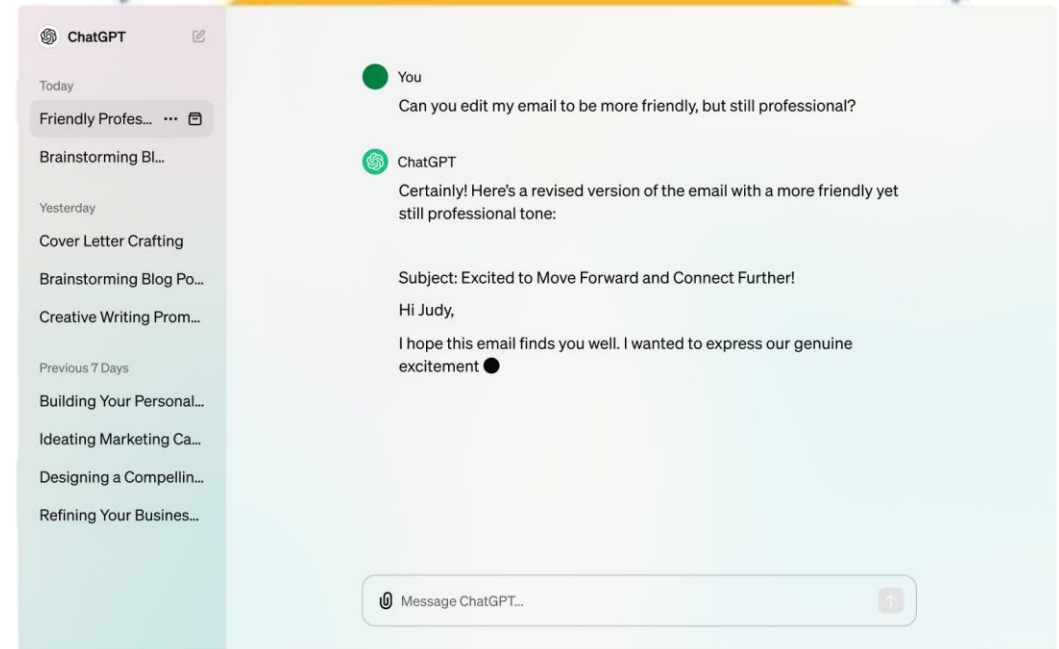 ChatGPT
Today
Friendly Profes...
Brainstorming Bl...
Yesterday
Cover Letter Crafting
Brainstorming Blog Po...
Creative Writing Prom...
Previous 7 Days
Building Your Personal...
Ideating Marketing Ca...
Designing a Compellin...
Refining Your Busines...
You
Can you edit my email to be more friendly, but still professional?
ChatGPT
Certainly! Here’s a revised version of the email with a more friendly yet
still professional tone:
Subject: Excited to Move Forward and Connect Further!
Hi Judy,
I hope this email finds you well. I wanted to express our genuine
excitement
Message ChatGPT...